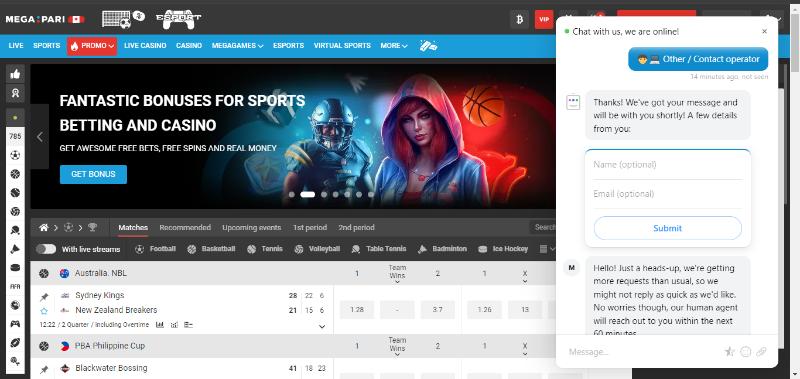 MEGA PARI
ESPORT
VIP
LIVE SPORTS PROMO LIVE CASINO CASINO MEGAGAMES ESPORTS VIRTUAL SPORTS MORE
785
FANTASTIC BONUSES FOR SPORTS
BETTING AND CASINO
GET AWESOME FREE BETS, FREE SPINS AND REAL MONEY
GET BONUS
Matches Recommended Upcoming events 1st period 2nd period Search
With live streams Football Basketball Tennis Volleyball Table Tennis Badminton Ice Hockey
Australia. NBL 1 Team Wins 2 1 X
Sydney Kings 28 22 6
New Zealand Breakers 21 15 6
1.28 - 3.7 1.26 13
12:22 / 2 Quarter / Including Overtime
PBA Philippine Cup 1 Team Wins 2 1 X
Blackwater Bossing 41 18 23
Chat with us, we are online!
Other / Contact operator
14 minutes ago. not seen
Thanks! We've got your message and
will be with you shortly! A few details
from you:
Name (optional)
Email (optional)
Submit
M
Hello! Just a heads-up, we're getting
more requests than usual, so we
might not reply as quick as we'd like.
No worries though, our human agent
will reach out to you within the next
60 minutes
Message...